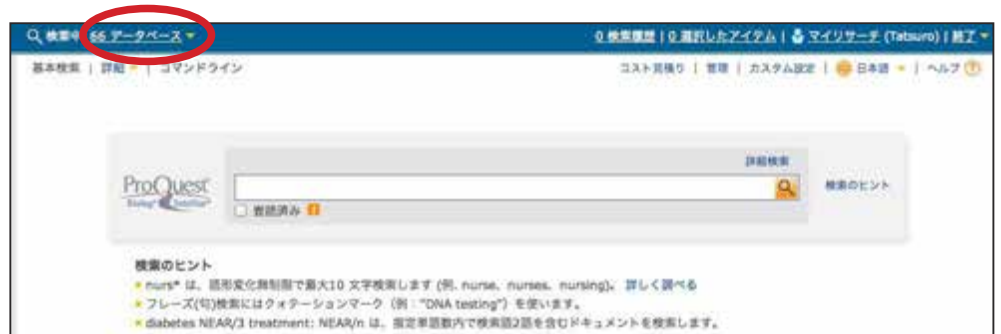 検索中: 66 データベース
0 検索履歴 | 0 選択したアイテム | マイリサーチ (Tatsuro) | 終了
基本検索 | 詳細 | コマンドライン
コスト見積り | 管理 | カスタム設定 | 日本語 | ヘルプ ?
詳細検索
ProQuest
検索のヒント
査読済み
検索のヒント
nurs* は、語形変化無制限で最大10 文字検索します (例. nurse、nurses、nursing)。 詳しく調べる
フレーズ(句)検索にはクォテーションマーク（例："DNA testing"）を使います。
diabetes NEAR/3 treatment: NEAR/n は、指定単語数内で検索語2語を含むドキュメントを検索します。